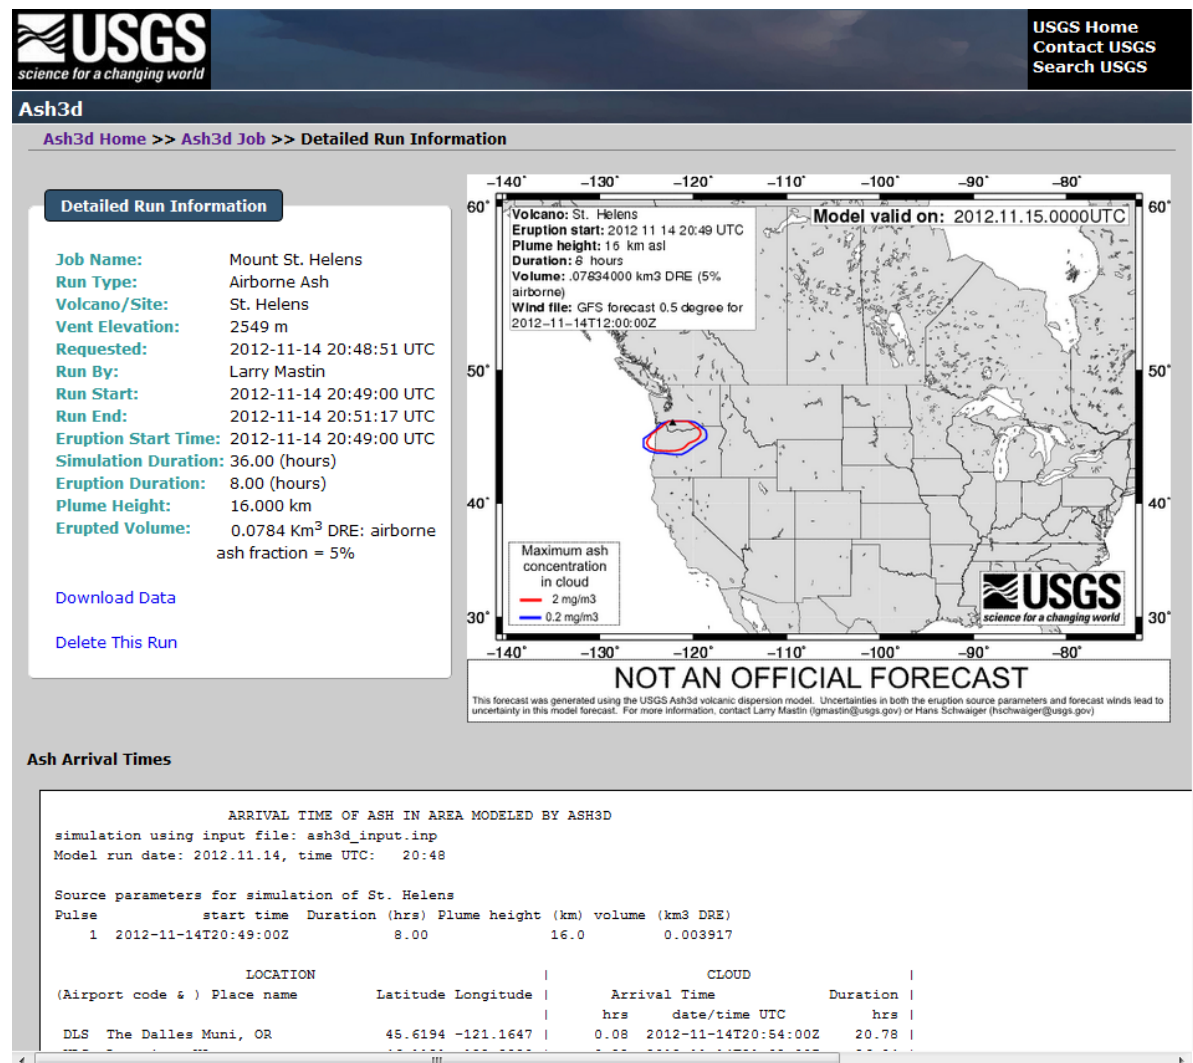 USGS
science for a changing world
USGS Home
Contact USGS
Search USGS
Ash3d
Ash3d Home >> Ash3d Job >> Detailed Run Information
Detailed Run Information
Job Name: Mount St. Helens
Run Type: Airborne Ash
Volcano/Site: St. Helens
Vent Elevation: 2549 m
Requested: 2012-11-14 20:48:51 UTC
Run By: Larry Mastin
Run Start: 2012-11-14 20:49:00 UTC
Run End: 2012-11-14 20:51:17 UTC
Eruption Start Time: 2012-11-14 20:49:00 UTC
Simulation Duration: 36.00 (hours)
Eruption Duration: 8.00 (hours)
Plume Height: 16.000 km
Erupted Volume: 0.0784 Km3 DRE: airborne
ash fraction = 5%
Download Data
Delete This Run
−140° −130° −120° −110° −100° −90° −80°
60° 60°
Volcano: St. Helens
Eruption start: 2012 11 14 20:49 UTC
Plume height: 16 km asl
Duration: 8 hours
Volume: .07834000 km3 DRE (5%
airborne)
Wind file: GFS forecast 0.5 degree for
2012−11−14T12:00:00Z
Model valid on: 2012.11.15.0000UTC
50° 50°
40° 40°
Maximum ash
concentration
in cloud
2 mg/m3
0.2 mg/m3
USGS
science for a changing world
30° 30°
−140° −130° −120° −110° −100° −90° −80°
NOT AN OFFICIAL FORECAST
This forecast was generated using the USGS Ash3d volcanic dispersion model. Uncertainties in both the eruption source parameters and forecast winds lead to
uncertainty in this model forecast. For more information, contact Larry Mastin (lgmastin@usgs.gov) or Hans Schwaiger (hschwaiger@usgs.gov)
Ash Arrival Times
ARRIVAL TIME OF ASH IN AREA MODELED BY ASH3D
simulation using input file: ash3d_input.inp
Model run date: 2012.11.14, time UTC: 20:48
Source parameters for simulation of St. Helens
Pulse start time Duration (hrs) Plume height (km) volume (km3 DRE)
1 2012-11-14T20:49:00Z 8.00 16.0 0.003917
LOCATION | CLOUD |
(Airport code & ) Place name Latitude Longitude | Arrival Time Duration |
| hrs date/time UTC hrs |
DLS The Dalles Muni, OR 45.6194 -121.1647 | 0.08 2012-11-14T20:54:00Z 20.78 |